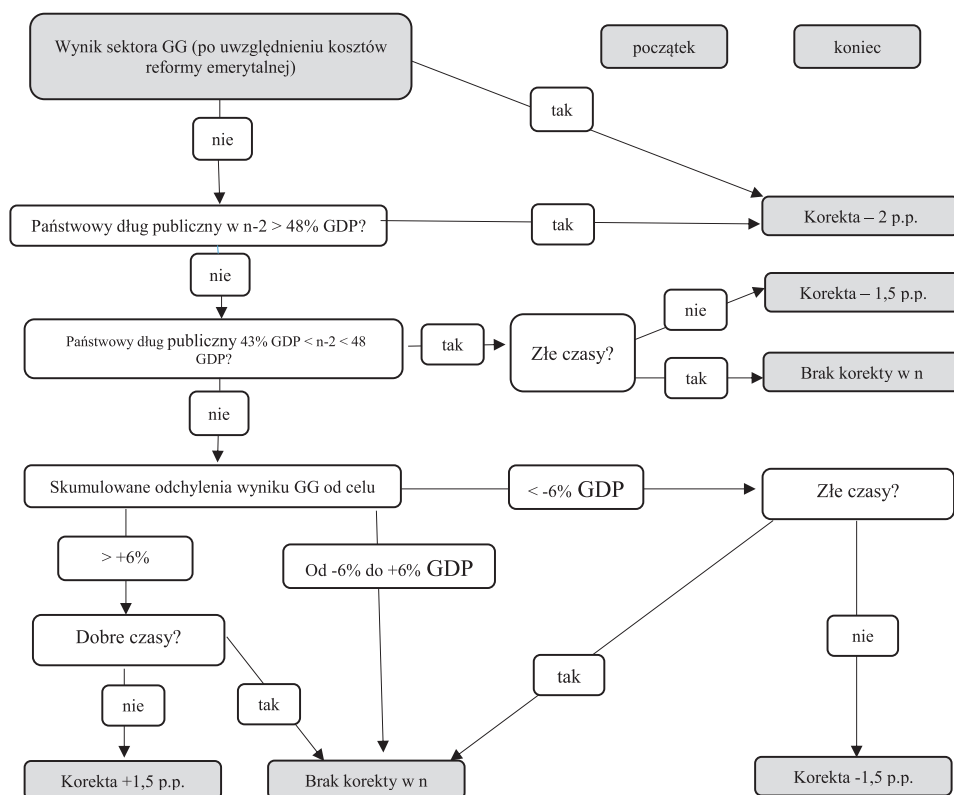 Wynik sektora GG (po uwzględnieniu kosztów
reformy emerytalnej)
początek
koniec
tak
nie
Państwowy dług publiczny w n-2 > 48% GDP?
tak
Korekta – 2 p.p.
nie
Korekta – 1,5 p.p.
nie
Państwowy dług publiczny 43% GDP < n-2 < 48
GDP?
tak
Złe czasy?
tak
Brak korekty w n
nie
Skumulowane odchylenia wyniku GG od celu
< -6% GDP
Złe czasy?
> +6%
Od -6% do +6% GDP
Dobre czasy?
nie
tak
nie
tak
Korekta +1,5 p.p.
Brak korekty w n
Korekta -1,5 p.p.